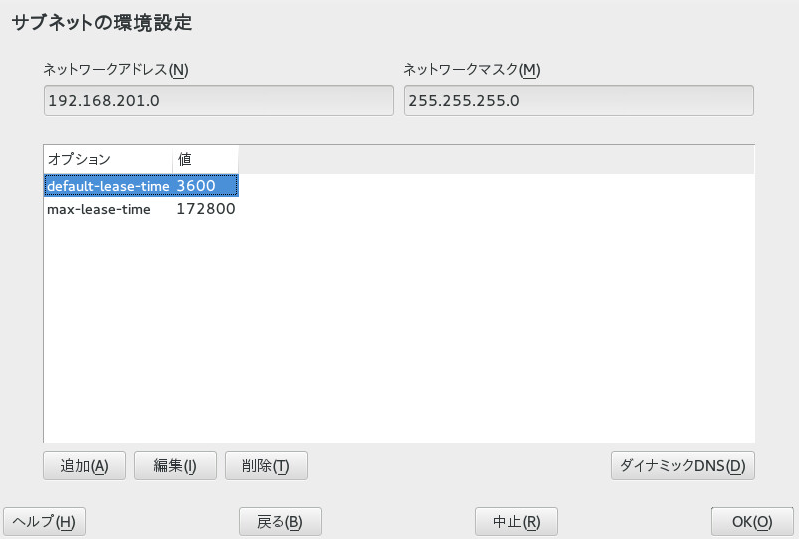 サブネットの環境設定
ネットワークアドレス(N) ネットワークマスク(M)
192.168.201.0 255.255.255.0
オプション 値
default-lease-time 3600
max-lease-time 172800
追加(A) 編集(I) 削除(T) ダイナミックDNS(D)
ヘルプ(H) 戻る(B) 中止(R) OK(O)